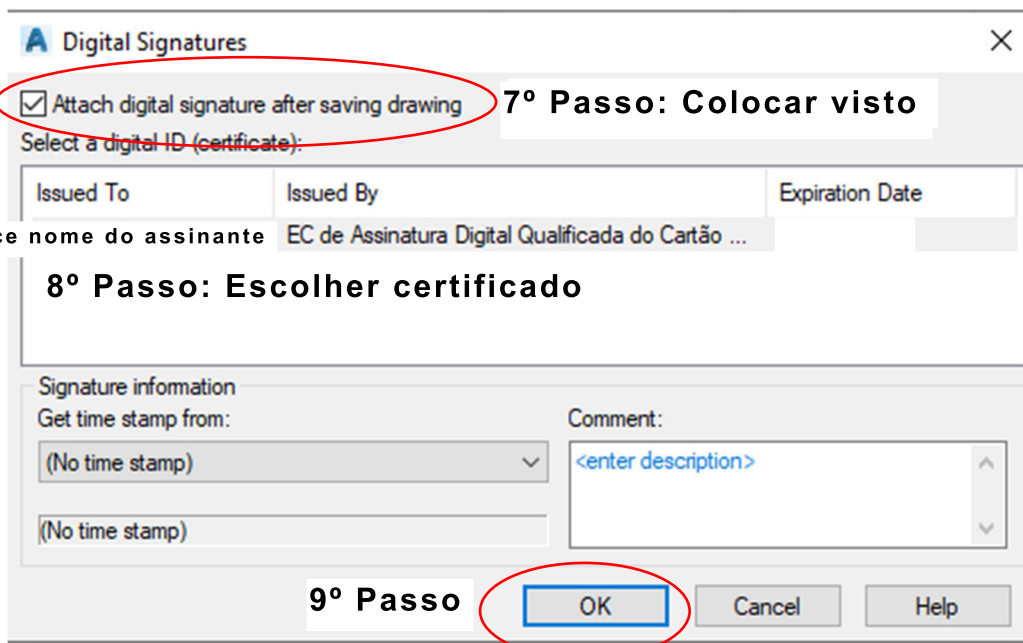 Digital Signatures
Attach digital signature after saving drawing
7º Passo: Colocar visto
Select a digital ID (certificate):
Issued To Issued By Expiration Date
nome do assinante EC de Assinatura Digital Qualificada do Cartão ...
8º Passo: Escolher certificado
Signature information
Get time stamp from: Comment:
(No time stamp) <enter description>
(No time stamp)
9º Passo OK Cancel Help